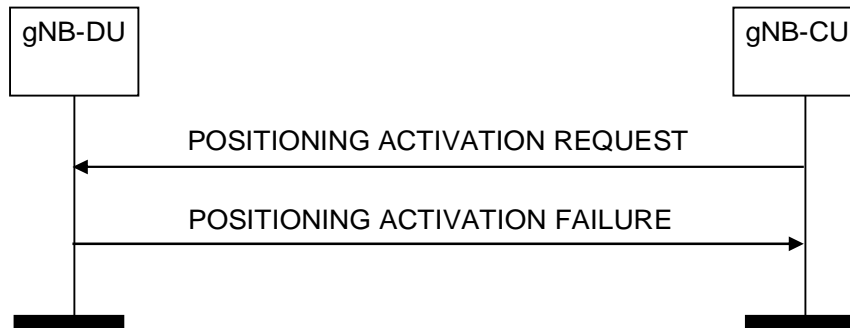 gNB-DU
gNB-CU
POSITIONING ACTIVATION REQUEST
POSITIONING ACTIVATION FAILURE